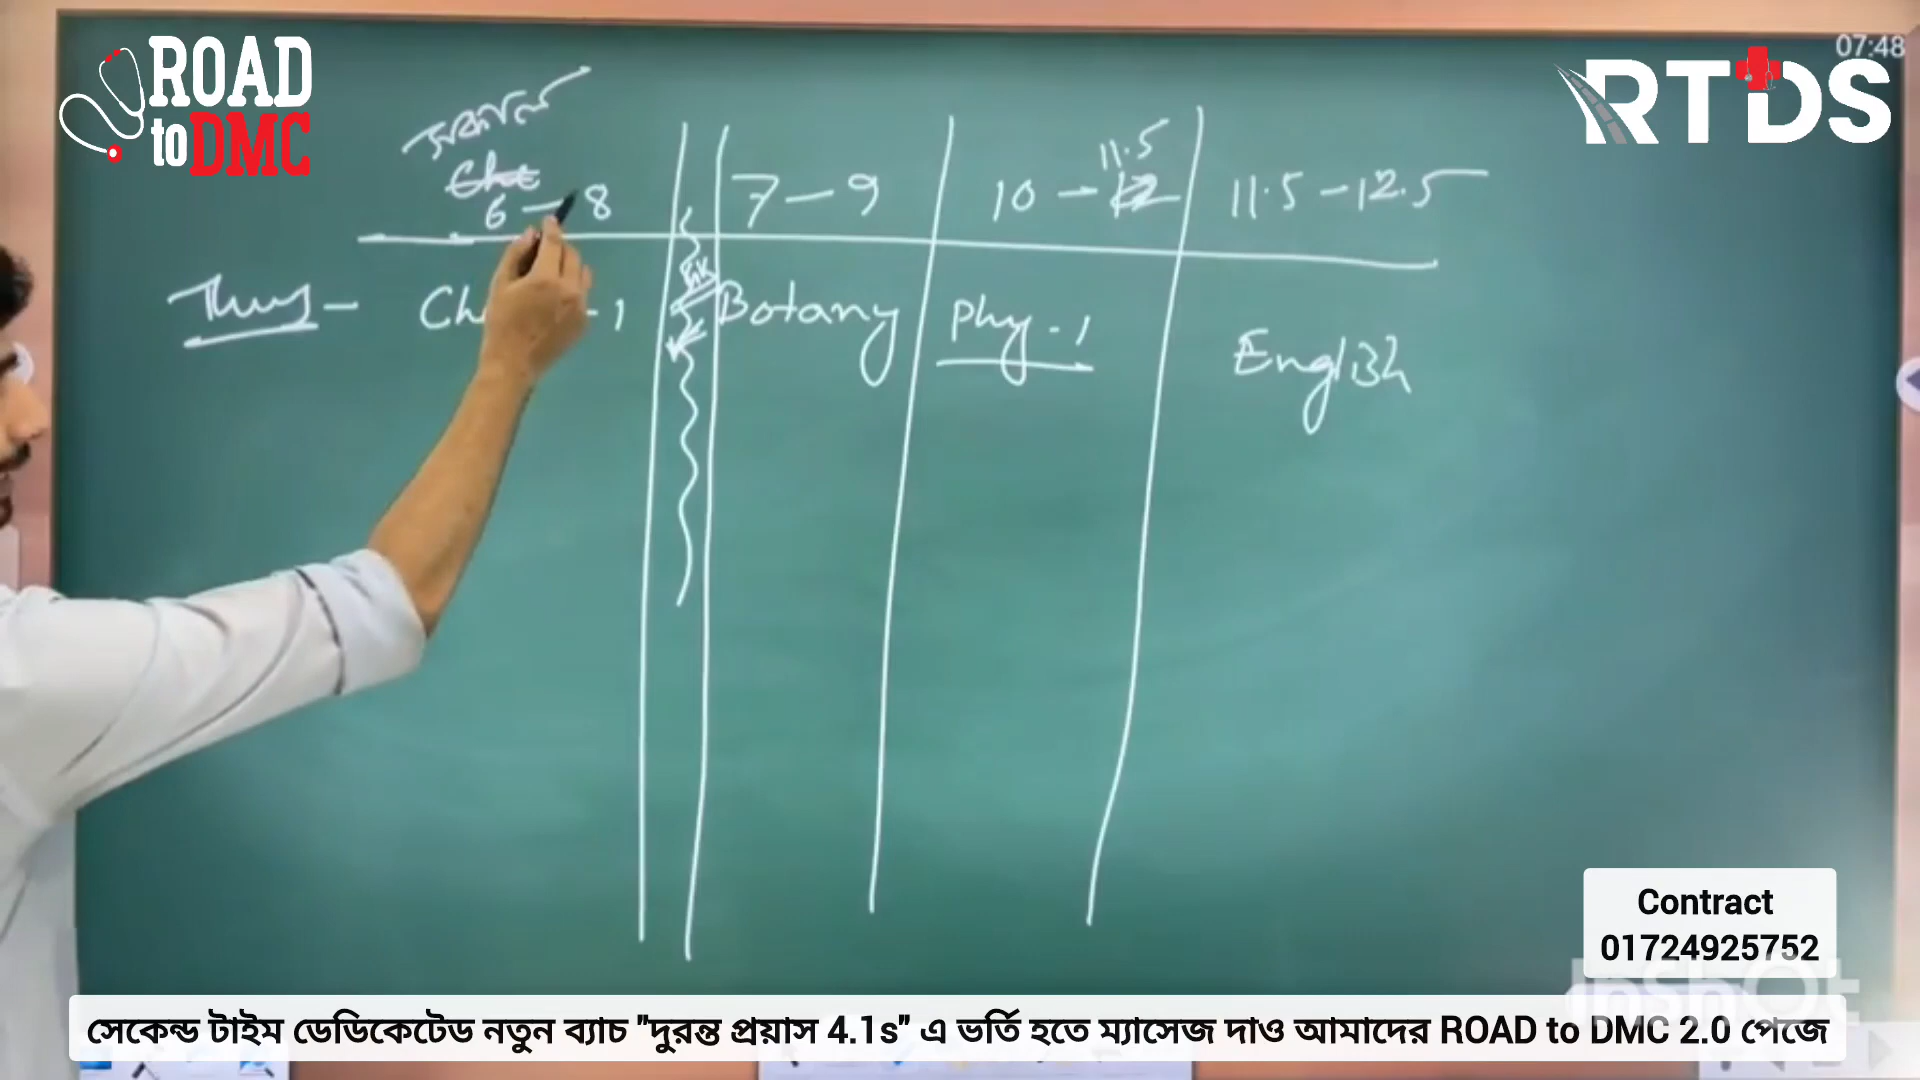 ROAD
to DMC
07:48
RTDS
সকাল
6 – 8
7 – 9
10 – 11.5
11.5 – 12.5
Thurs –
GK
Botany
Phy - 1
English
Contract
01724925752
সেকেন্ড টাইম ডেডিকেটেড নতুন ব্যাচ "দুরন্ত প্রয়াস 4.1s" এ ভর্তি হতে ম্যাসেজ দাও আমাদের ROAD to DMC 2.0 পেজে